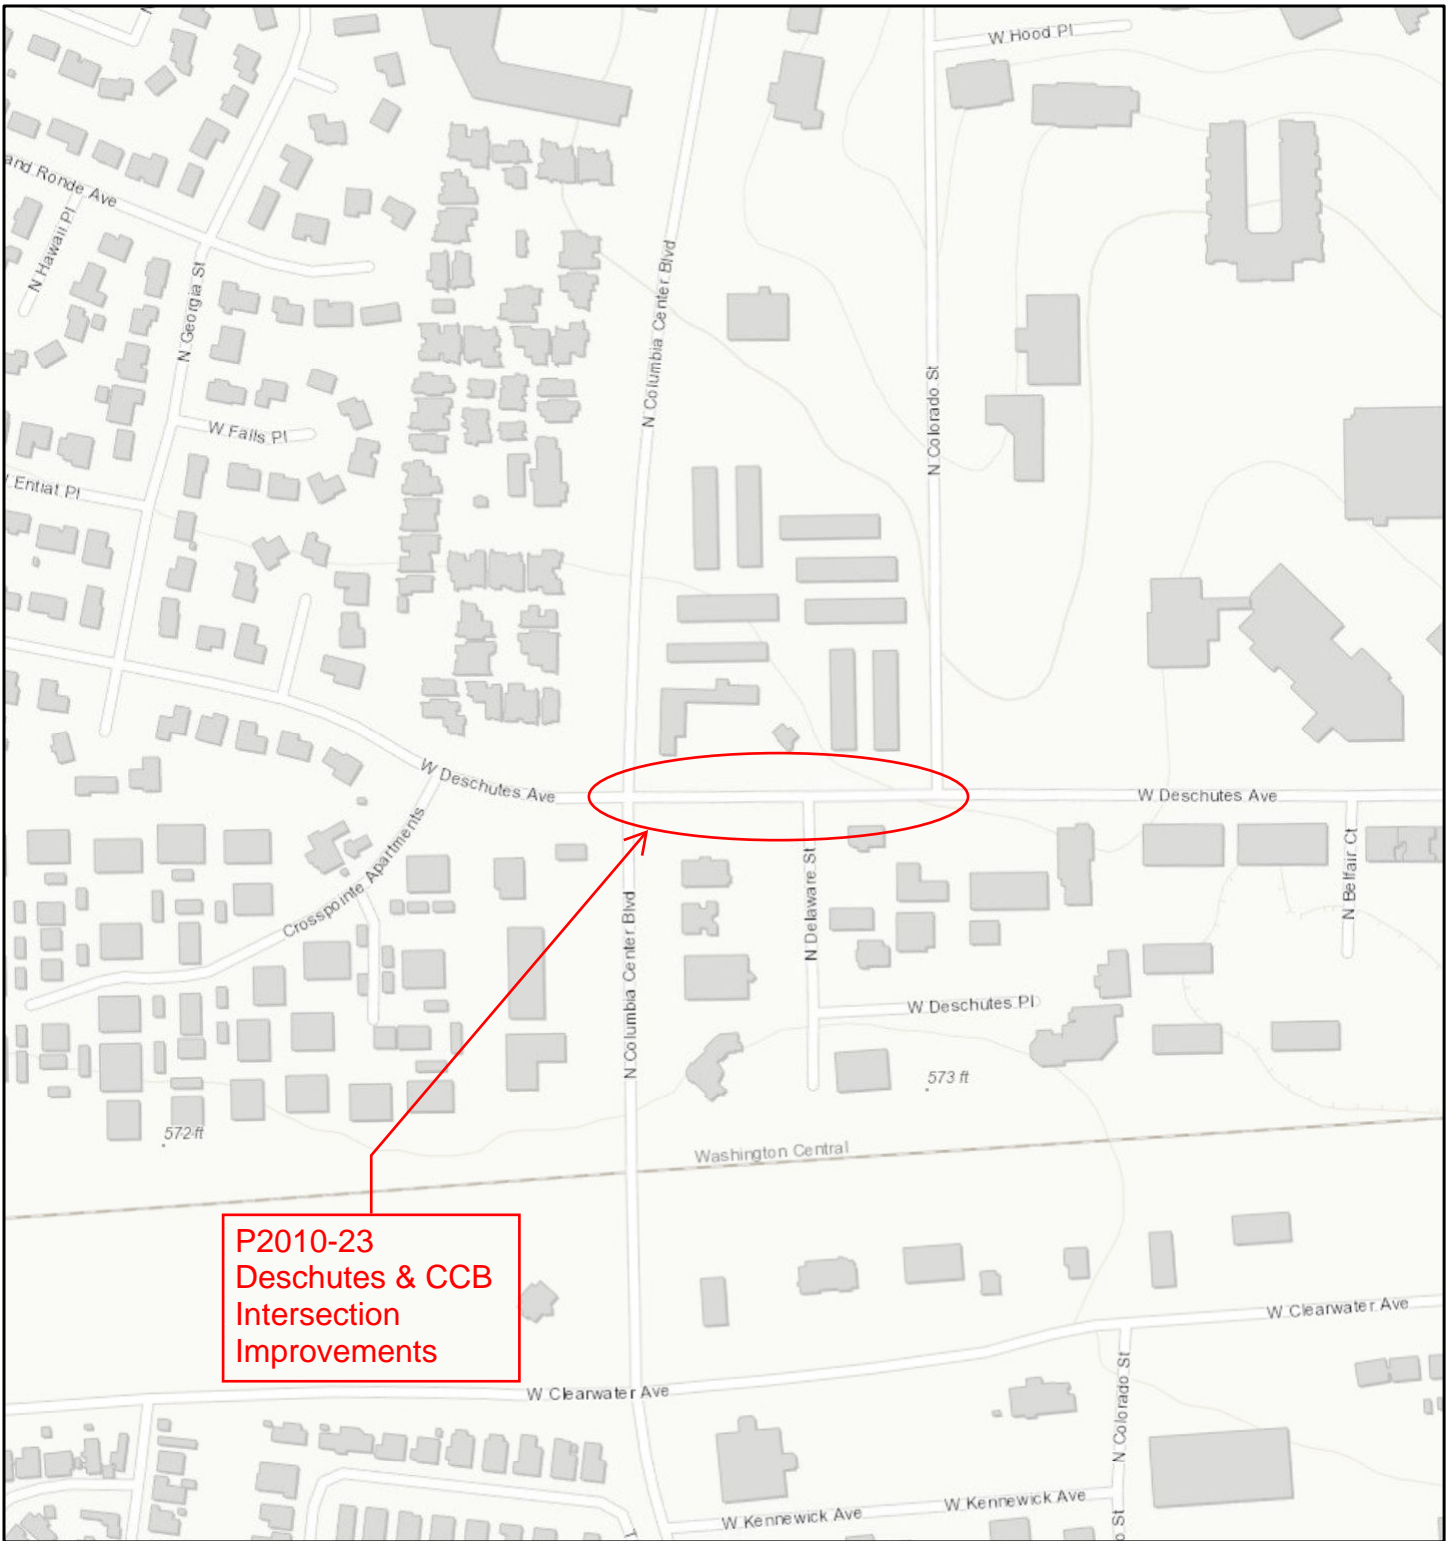 W Hood Pl
and Ronde Ave
N Hawaii Pl
N Georgia St
N Columbia Center Blvd
N Colorado St
W Falls Pl
Entiat Pl
W Deschutes Ave
W Deschutes Ave
Crosspointe Apartments
N Columbia Center Blvd
N Delaware St
N Belfair Ct
W Deschutes Pl
573 ft
572 ft
Washington Central
P2010-23
Deschutes & CCB
Intersection
Improvements
W Clearwater Ave
W Clearwater Ave
N Colorado St
W Kennewick Ave
W Kennewick Ave
o St